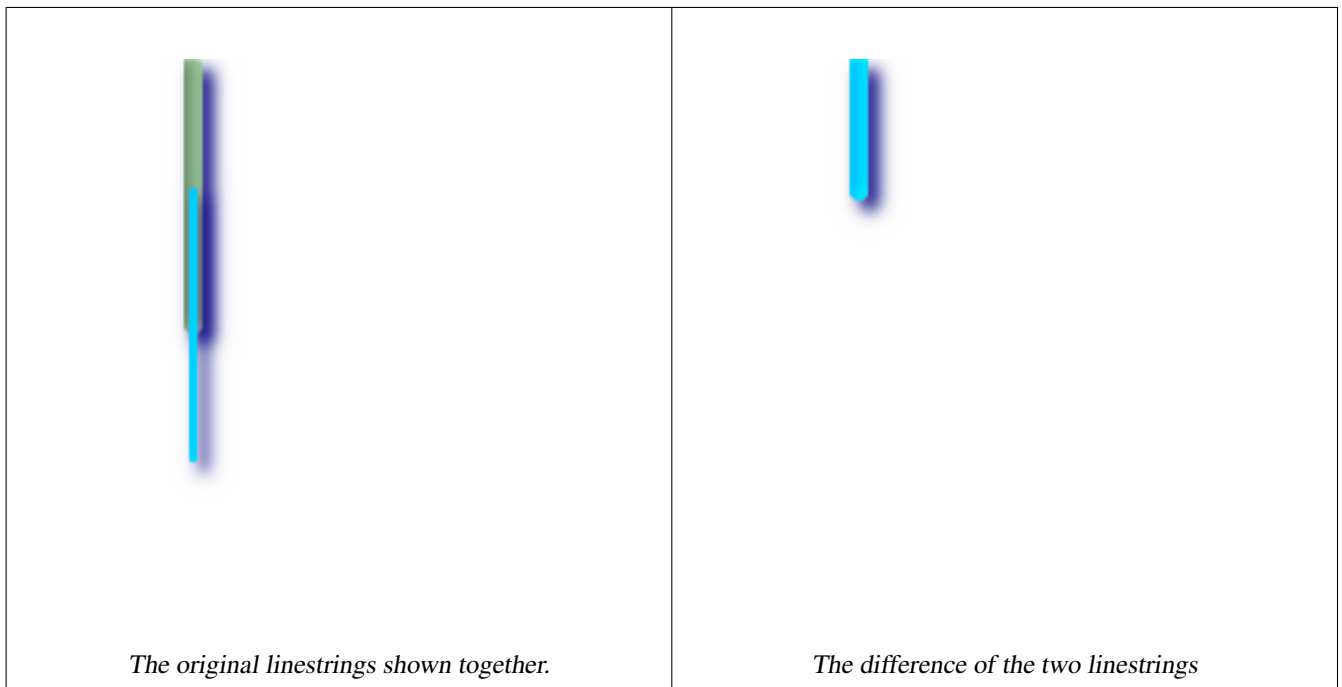 The original linestrings shown together.
The difference of the two linestrings